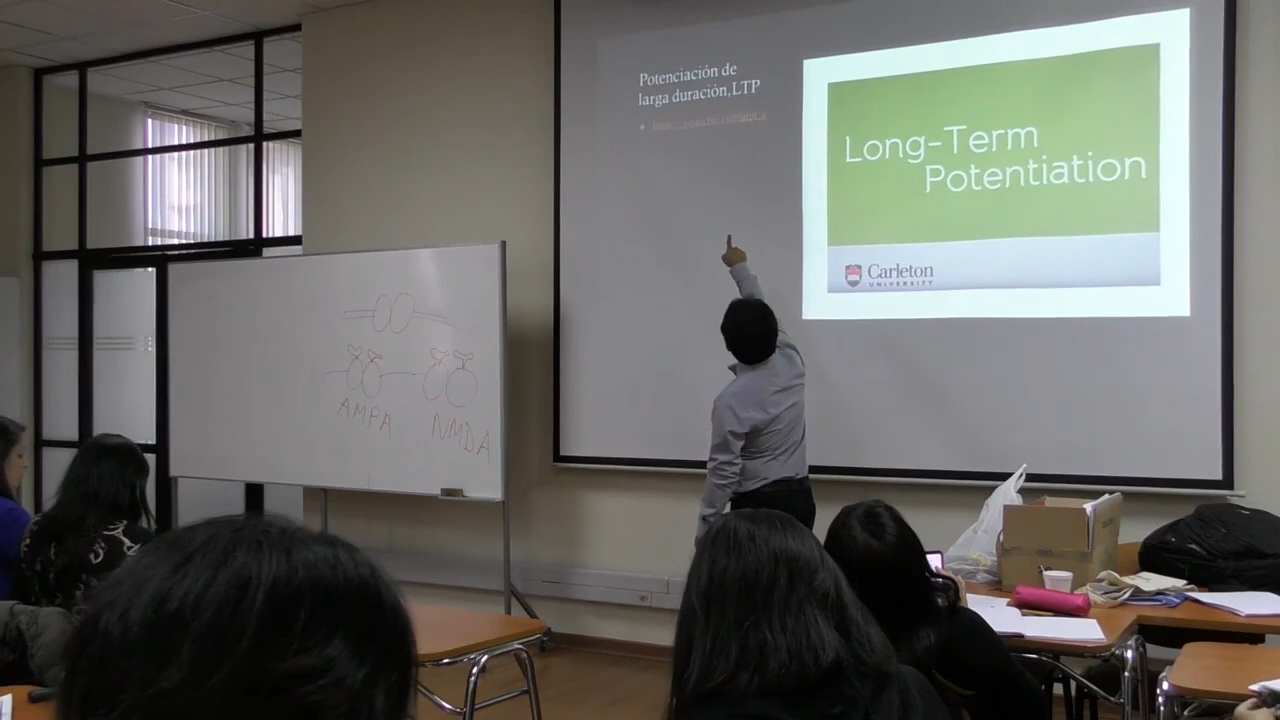 Potenciación de
larga duración, LTP
Long-Term
Potentiation
Carleton
UNIVERSITY
AMPA
NMDA